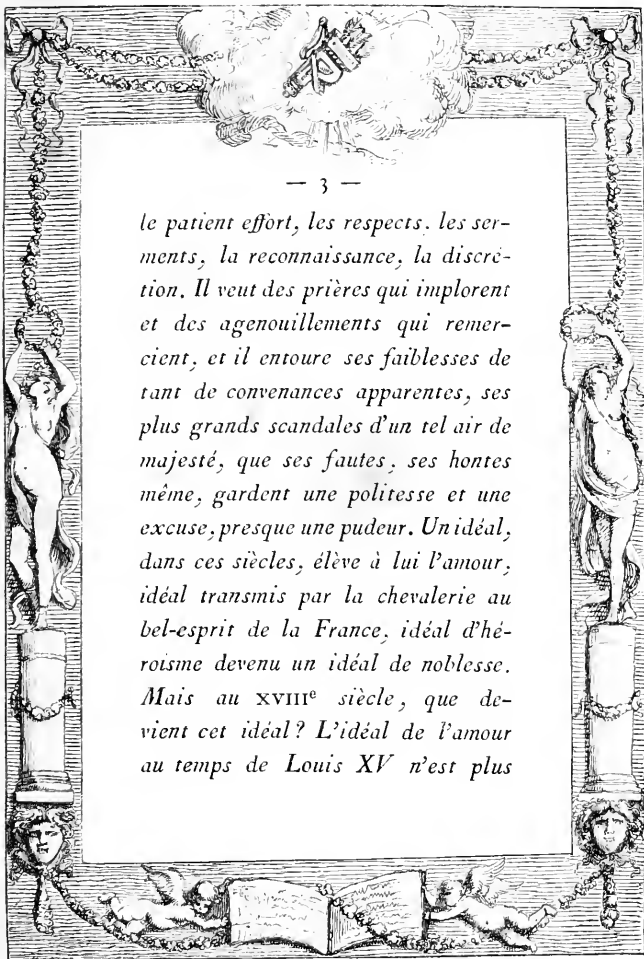 — 3 —
le patient effort, les respects, les ser-
ments, la reconnaissance, la discré-
tion. Il veut des prières qui implorent
et des agenouillements qui remer-
cient, et il entoure ses faiblesses de
tant de convenances apparentes, ses
plus grands scandales d'un tel air de
majesté, que ses fautes, ses hontes
même, gardent une politesse et une
excuse, presque une pudeur. Un idéal,
dans ces siècles, élève à lui l'amour,
idéal transmis par la chevalerie au
bel-esprit de la France, idéal d'hé-
roïsme devenu un idéal de noblesse.
Mais au XVIIIe siècle, que de-
vient cet idéal? L'idéal de l'amour
au temps de Louis XV n'est plus